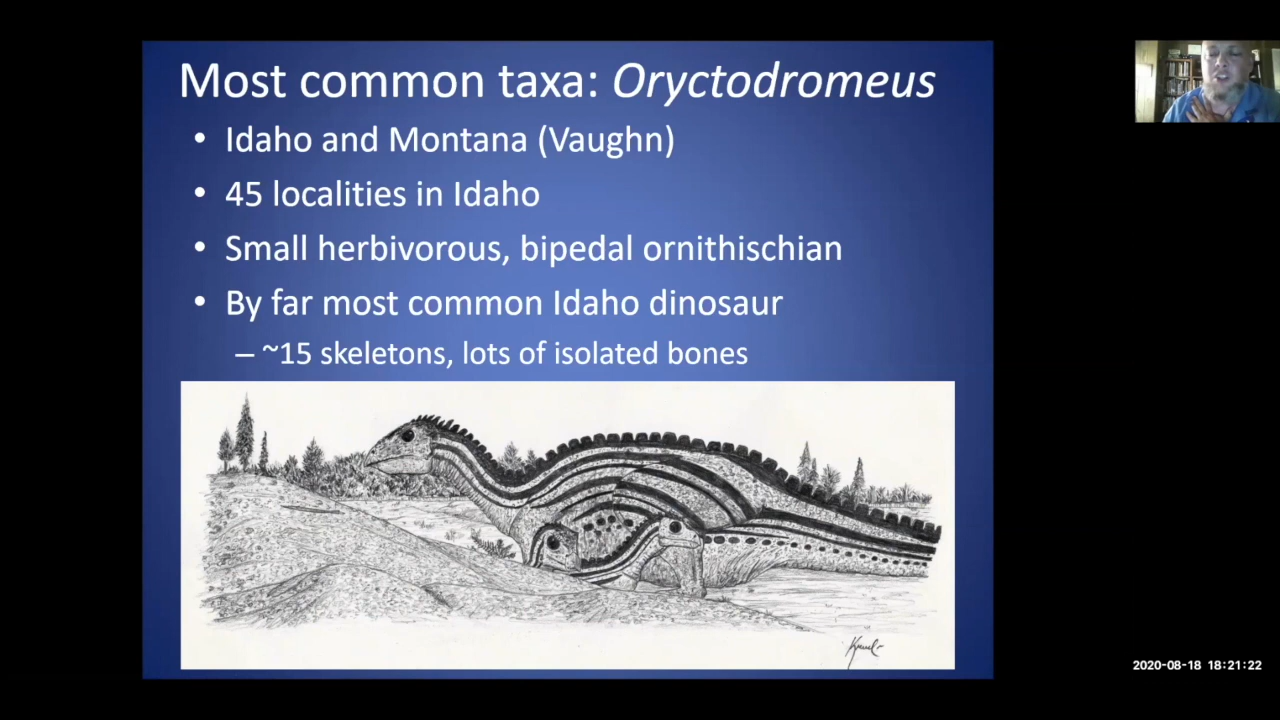 Most common taxa: Oryctodromeus
• Idaho and Montana (Vaughn)
• 45 localities in Idaho
• Small herbivorous, bipedal ornithischian
• By far most common Idaho dinosaur
– ~15 skeletons, lots of isolated bones
2020-08-18 18:21:22